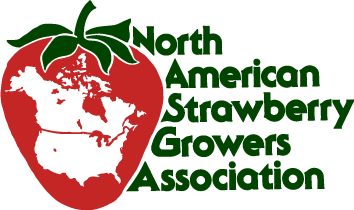 North
American
Strawberry
Growers
Association